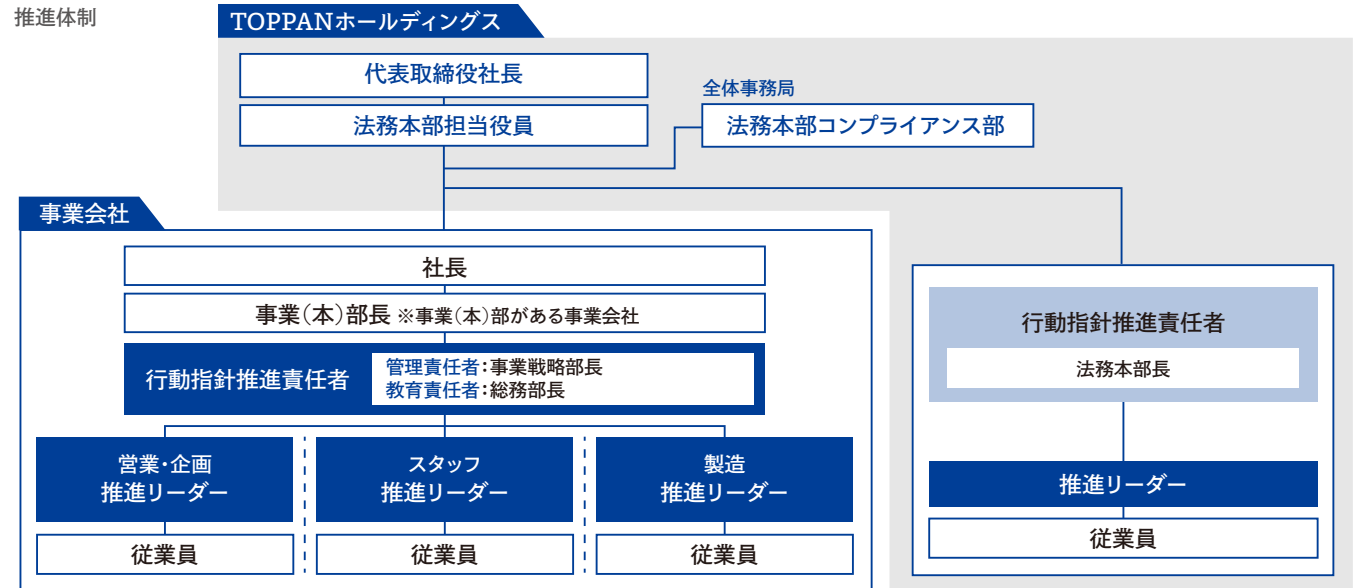 推進体制
TOPPANホールディングス
代表取締役社長
法務本部担当役員
全体事務局
法務本部コンプライアンス部
事業会社
社長
事業(本)部長 ※事業(本)部がある事業会社
行動指針推進責任者
管理責任者:事業戦略部長
教育責任者:総務部長
営業・企画
推進リーダー
従業員
スタッフ
推進リーダー
従業員
製造
推進リーダー
従業員
行動指針推進責任者
法務本部長
推進リーダー
従業員